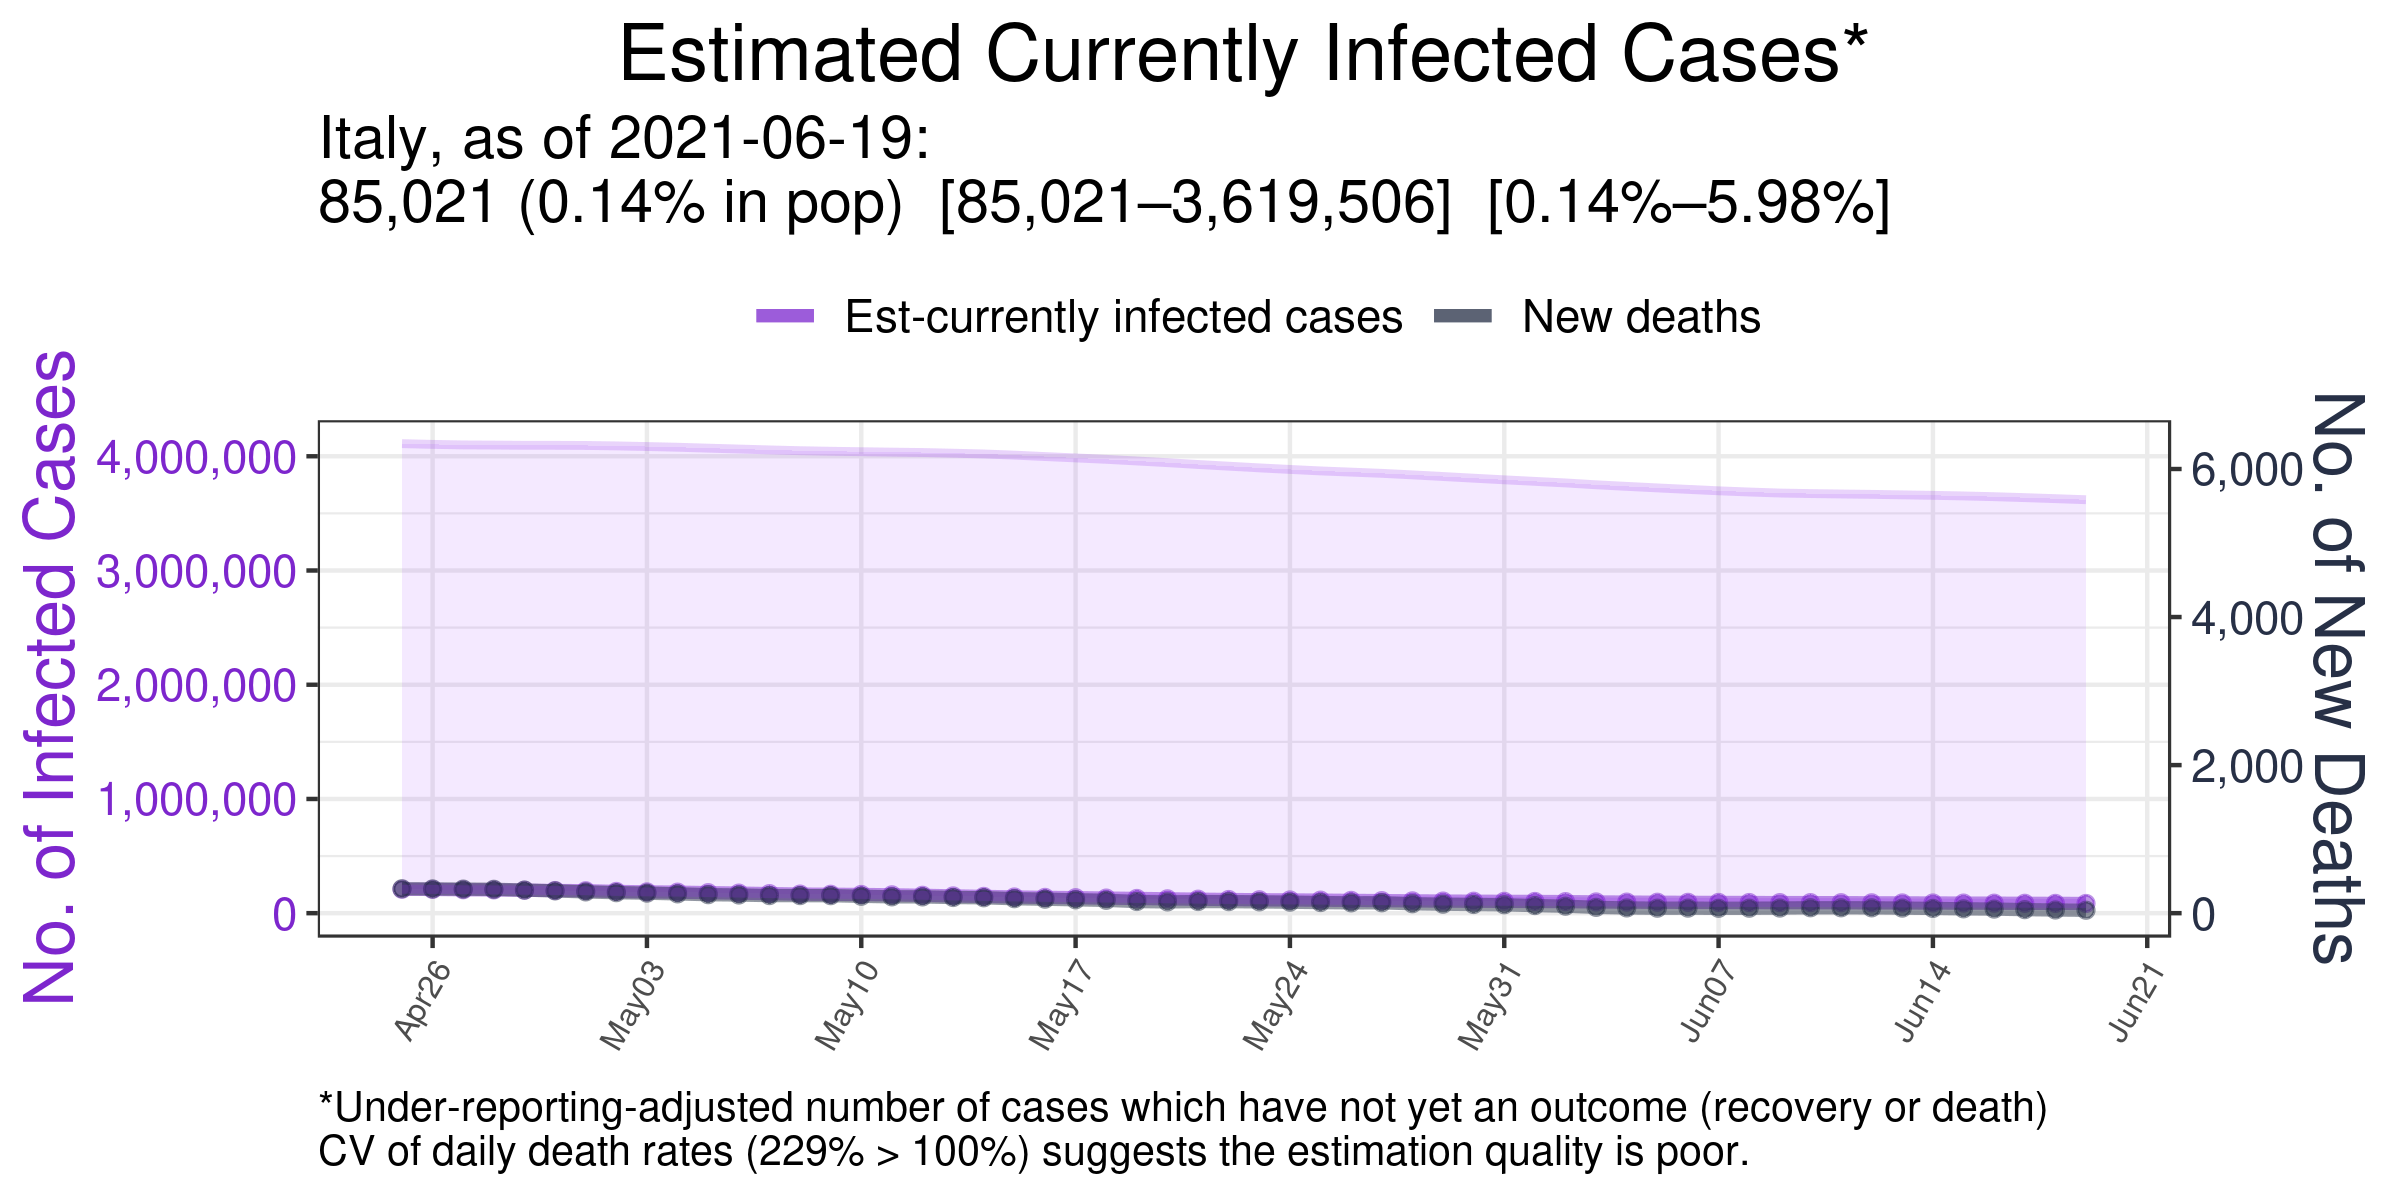 Estimated Currently Infected Cases*
Italy, as of 2021-06-19:
85,021 (0.14% in pop)  [85,021–3,619,506]  [0.14%–5.98%]
Est-currently infected cases
New deaths
No. of Infected Cases
4,000,000
3,000,000
2,000,000
1,000,000
0
6,000
4,000
2,000
0
No. of New Deaths
Apr26
May03
May10
May17
May24
May31
Jun07
Jun14
Jun21
*Under-reporting-adjusted number of cases which have not yet an outcome (recovery or death)
CV of daily death rates (229% > 100%) suggests the estimation quality is poor.